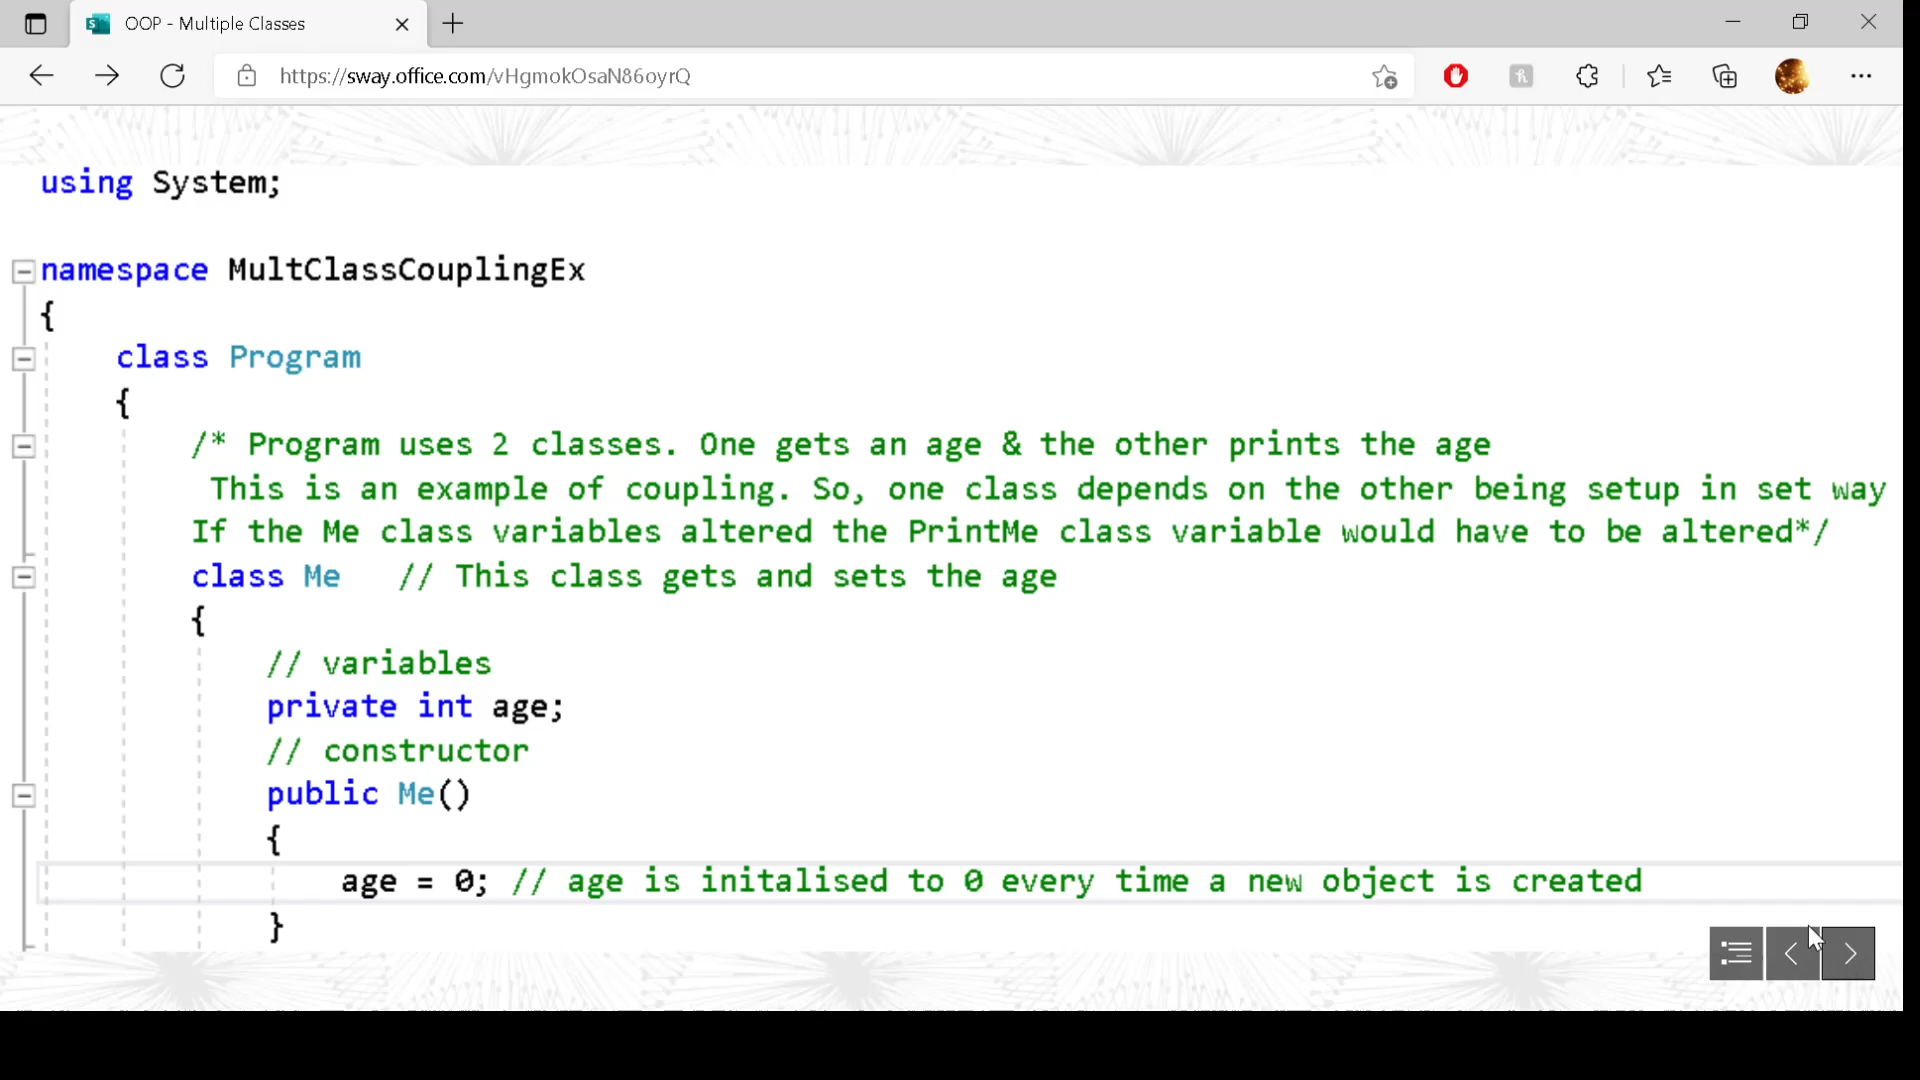 OOP - Multiple Classes
https://sway.office.com/vHgmokOsaN86oyrQ
using System;
namespace MultClassCouplingEx
{
class Program
{
/* Program uses 2 classes. One gets an age & the other prints the age
This is an example of coupling. So, one class depends on the other being setup in set way
If the Me class variables altered the PrintMe class variable would have to be altered*/
class Me // This class gets and sets the age
{
// variables
private int age;
// constructor
public Me()
{
age = 0; // age is initalised to 0 every time a new object is created
}